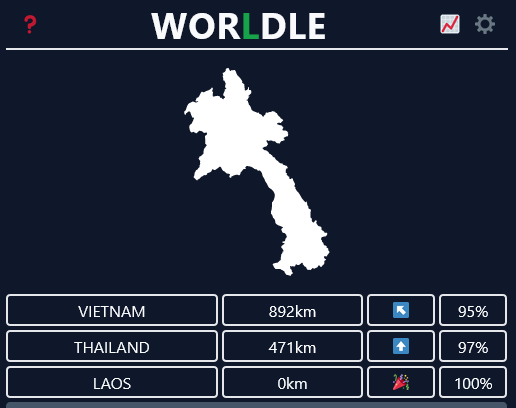 ?
WORLDLE
VIETNAM 892km ↖ 95%
THAILAND 471km ⬆ 97%
LAOS 0km 🎉 100%